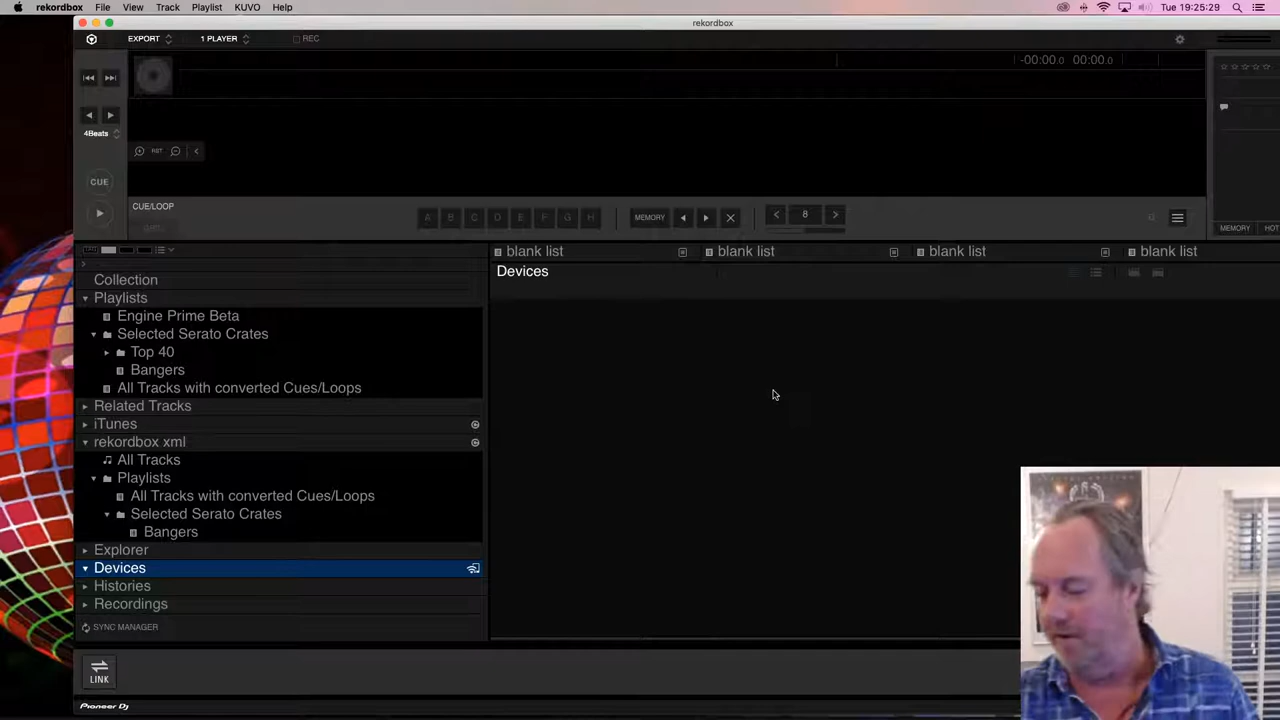 rekordbox File View Track Playlist KUVO Help Tue 19:25:29
rekordbox
EXPORT 1 PLAYER REC
-00:00.0 00:00.0
4Beats
RST
CUE
CUE/LOOP
A B C D E F G H MEMORY 8
MEMORY HOT
blank list blank list blank list blank list
Devices
Collection
Playlists
Engine Prime Beta
Selected Serato Crates
Top 40
Bangers
All Tracks with converted Cues/Loops
Related Tracks
iTunes
rekordbox xml
All Tracks
Playlists
All Tracks with converted Cues/Loops
Selected Serato Crates
Bangers
Explorer
Devices
Histories
Recordings
SYNC MANAGER
LINK
Pioneer Dj